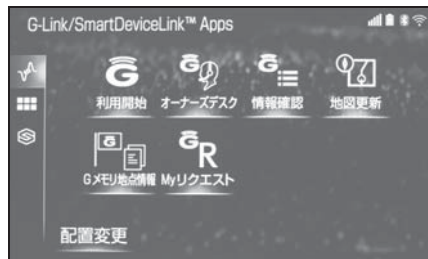 G-Link/SmartDeviceLink™ Apps
利用開始 オーナーズデスク 情報確認 地図更新
Gメモリ地点情報 Myリクエスト
配置変更